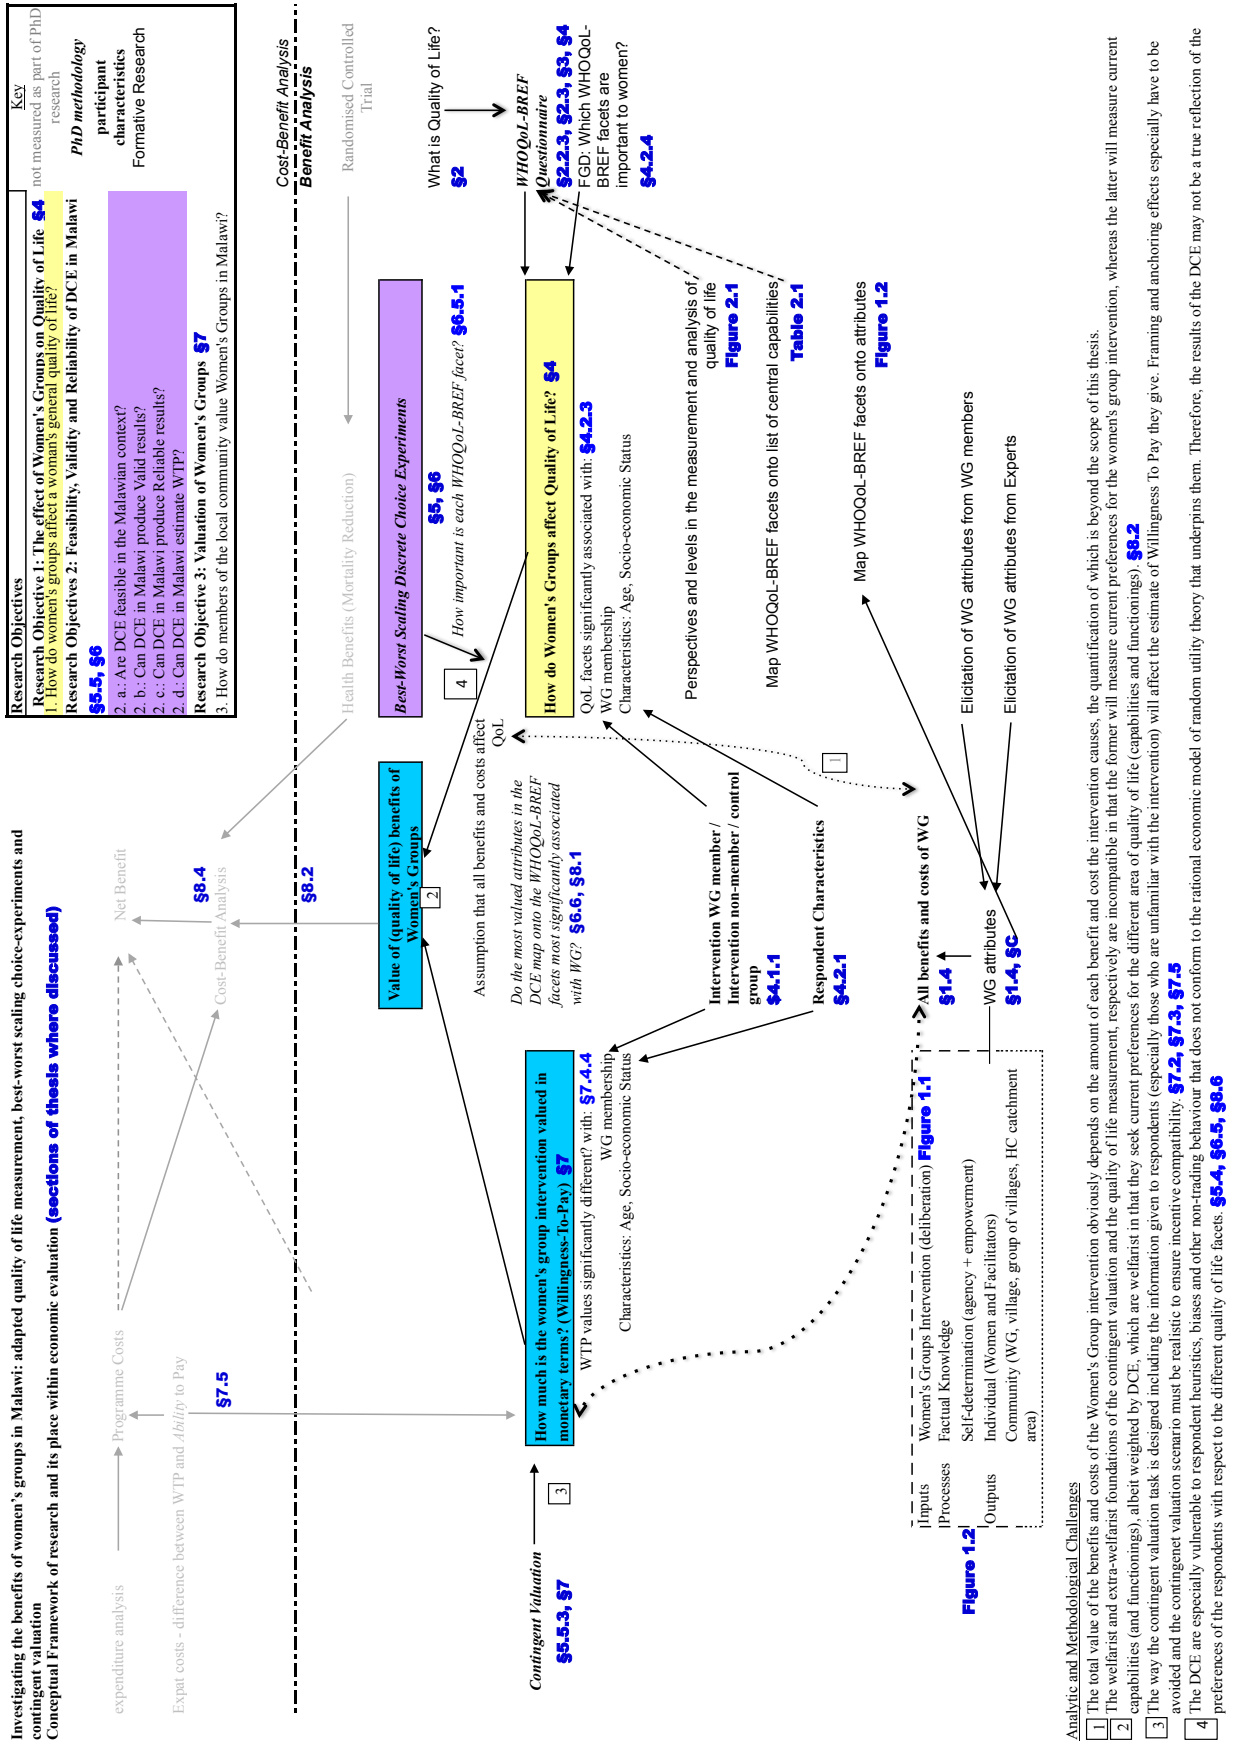 Investigating the benefits of women's groups in Malawi: adapted quality of life measurement, best-worst scaling choice-experiments and
contingent valuation
Conceptual Framework of research and its place within economic evaluation (sections of thesis where discussed)
Research Objectives
Research Objective 1: The effect of Women's Groups on Quality of Life §4
1. How do women's groups affect a woman's general quality of life?
Research Objectives 2: Feasibility, Validity and Reliability of DCE in Malawi
§5.5, §6
2. a.: Are DCE feasible in the Malawian context?
2. b.: Can DCE in Malawi produce Valid results?
2. c.: Can DCE in Malawi produce Reliable results?
2. d.: Can DCE in Malawi estimate WTP?
Research Objective 3: Valuation of Women's Groups §7
3. How do members of the local community value Women's Groups in Malawi?
Key
not measured as part of PhD
research
PhD methodology
participant
characteristics
Formative Research
expenditure analysis
Programme Costs
Net Benefit
Expat costs - difference between WTP and Ability to Pay
§7.5
§8.4
Cost-Benefit Analysis
Health Benefits (Mortality Reduction)
Randomised Controlled
Trial
Cost-Benefit Analysis
Benefit Analysis
§8.2
Value of (quality of life) benefits of
Women's Groups
2
Best-Worst Scaling Discrete Choice Experiments
§5, §6
How important is each WHOQoL-BREF facet? §6.5.1
4
What is Quality of Life?
§2
Assumption that all benefits and costs affect
QoL
Do the most valued attributes in the
DCE map onto the WHOQoL-BREF
facets most significantly associated
with WG? §6.6, §8.1
WHOQoL-BREF
Questionnaire
§2.2.3, §2.3, §3, §4
FGD: Which WHOQoL-
BREF facets are
important to women?
§4.2.4
Contingent Valuation
§5.5.3, §7
3
How much is the women's group intervention valued in
monetary terms? (Willingness-To-Pay) §7
WTP values significantly different? with: §7.4.4
WG membership
Characteristics: Age, Socio-economic Status
How do Women's Groups affect Quality of Life? §4
QoL facets significantly associated with: §4.2.3
WG membership
Characteristics: Age, Socio-economic Status
Intervention WG member /
Intervention non-member / control
group
§4.1.1
Respondent Characteristics
§4.2.1
1
Perspectives and levels in the measurement and analysis of
quality of life
Figure 2.1
Map WHOQoL-BREF facets onto list of central capabilities
Table 2.1
Map WHOQoL-BREF facets onto attributes
Figure 1.2
All benefits and costs of WG
§1.4
WG attributes
§1.4, §C
Elicitation of WG attributes from WG members
Elicitation of WG attributes from Experts
Inputs
Women's Groups Intervention (deliberation) Figure 1.1
Processes
Factual Knowledge
Self-determination (agency + empowerment)
Outputs
Individual (Women and Facilitators)
Community (WG, village, group of villages, HC catchment
area)
Figure 1.2
Analytic and Methodological Challenges
1 The total value of the benefits and costs of the Women's Group intervention obviously depends on the amount of each benefit and cost the intervention causes, the quantification of which is beyond the scope of this thesis.
2 The welfarist and extra-welfarist foundations of the contingent valuation and the quality of life measurement, respectively are incompatible in that the former will measure current preferences for the women's group intervention, whereas the latter will measure current
capabilities (and functionings), albeit weighted by DCE, which are welfarist in that they seek current preferences for the different area of quality of life (capabilities and functionings). §8.2
3 The way the contingent valuation task is designed including the information given to respondents (especially those who are unfamiliar with the intervention) will affect the estimate of Willingness To Pay they give. Framing and anchoring effects especially have to be
avoided and the contingenet valuation scenario must be realistic to ensure incentive compatibility. §7.2, §7.3, §7.5
4 The DCE are especially vulnerable to respondent heuristics, biases and other non-trading behaviour that does not conform to the rational economic model of random utility theory that underpins them. Therefore, the results of the DCE may not be a true reflection of the
preferences of the respondents with respect to the different quality of life facets. §5.4, §6.5, §8.6